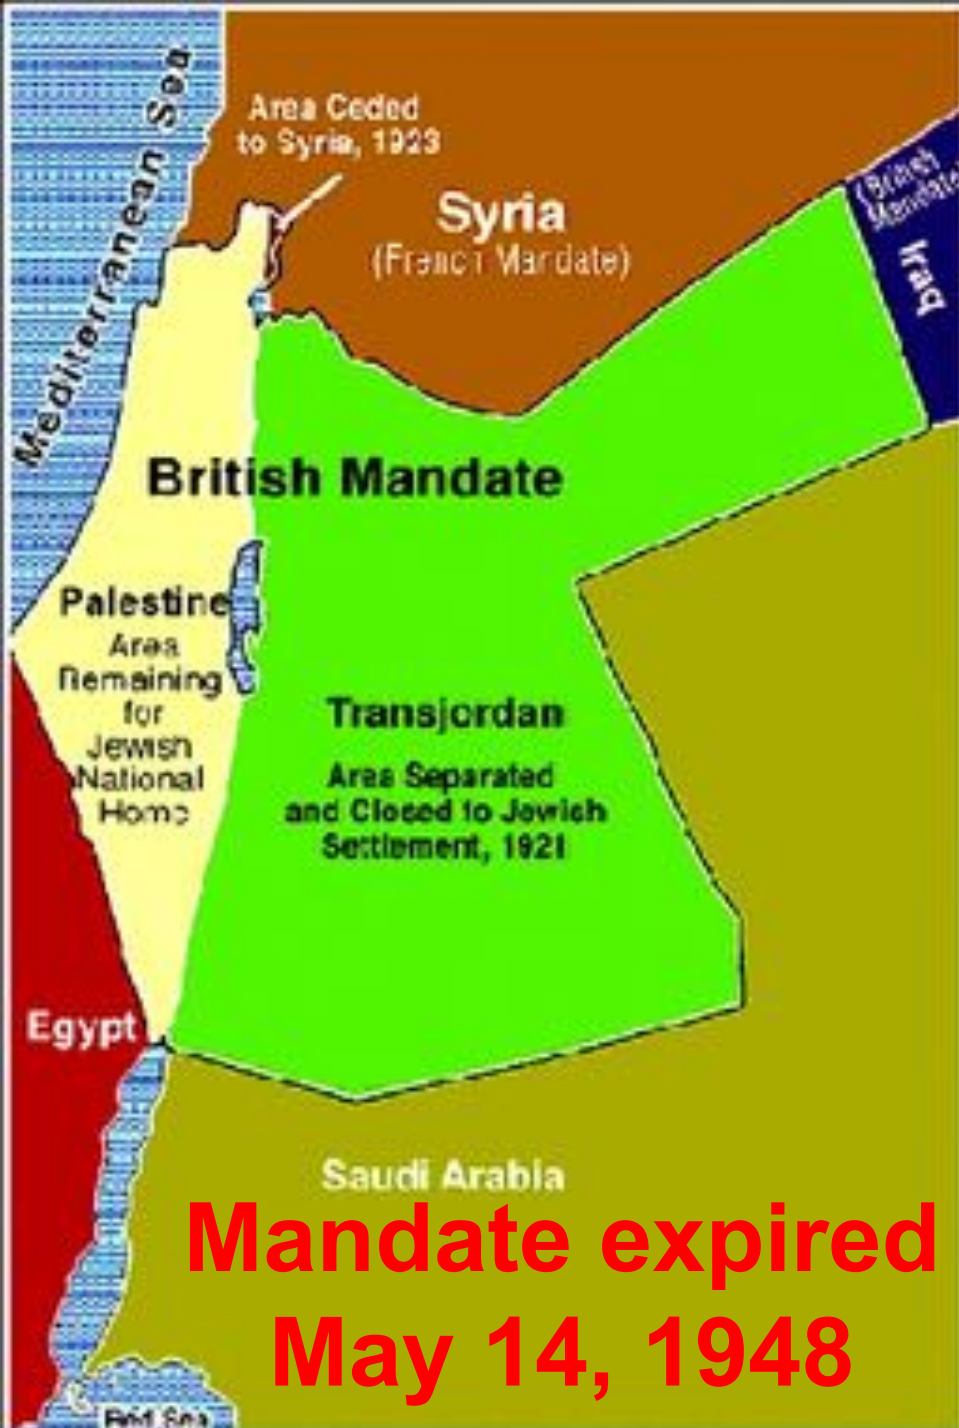 Mediterranean Sea
Area Ceded
to Syria, 1923
Syria
(French Mandate)
(British
Mandate)
Iraq
British Mandate
Palestine
Area
Remaining
for
Jewish
National
Home
Transjordan
Area Separated
and Closed to Jewish
Settlement, 1921
Egypt
Saudi Arabia
Mandate expired
May 14, 1948
Red Sea